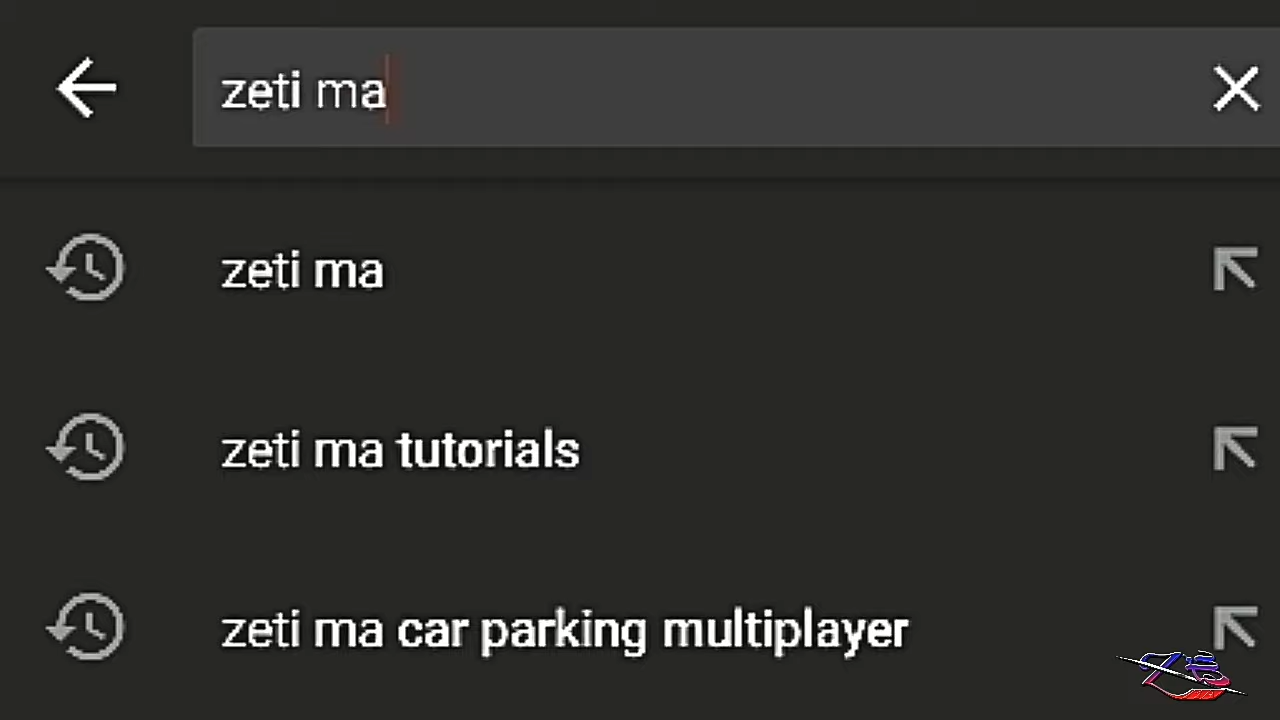 zeti ma
zeti ma
zeti ma tutorials
zeti ma car parking multiplayer